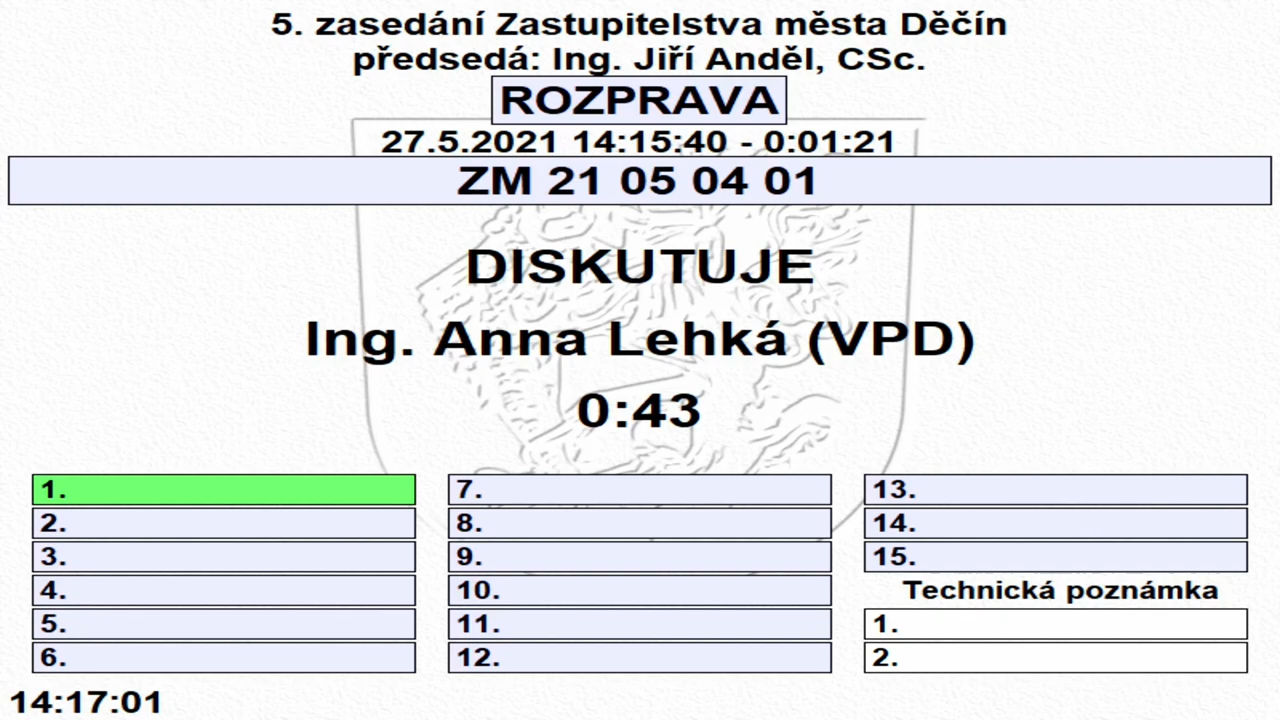 5. zasedání Zastupitelstva města Děčín
předsedá: Ing. Jiří Anděl, CSc.
ROZPRAVA
27.5.2021 14:15:40 - 0:01:21
ZM 21 05 04 01
DISKUTUJE
Ing. Anna Lehká (VPD)
0:43
1.
2.
3.
4.
5.
6.
7.
8.
9.
10.
11.
12.
13.
14.
15.
Technická poznámka
1.
2.
14:17:01